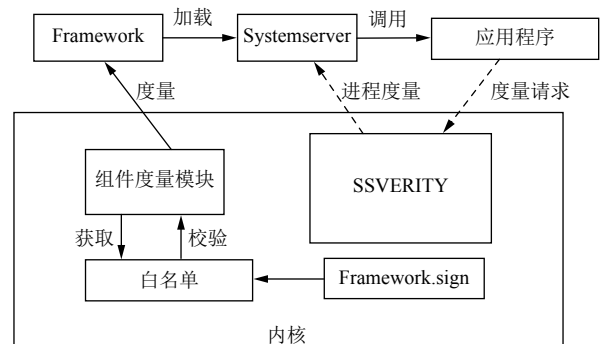 加载
调用
Framework
Systemserver
应用程序
度量
进程度量
度量请求
组件度量模块
SSVERITY
获取
校验
白名单
Framework.sign
内核